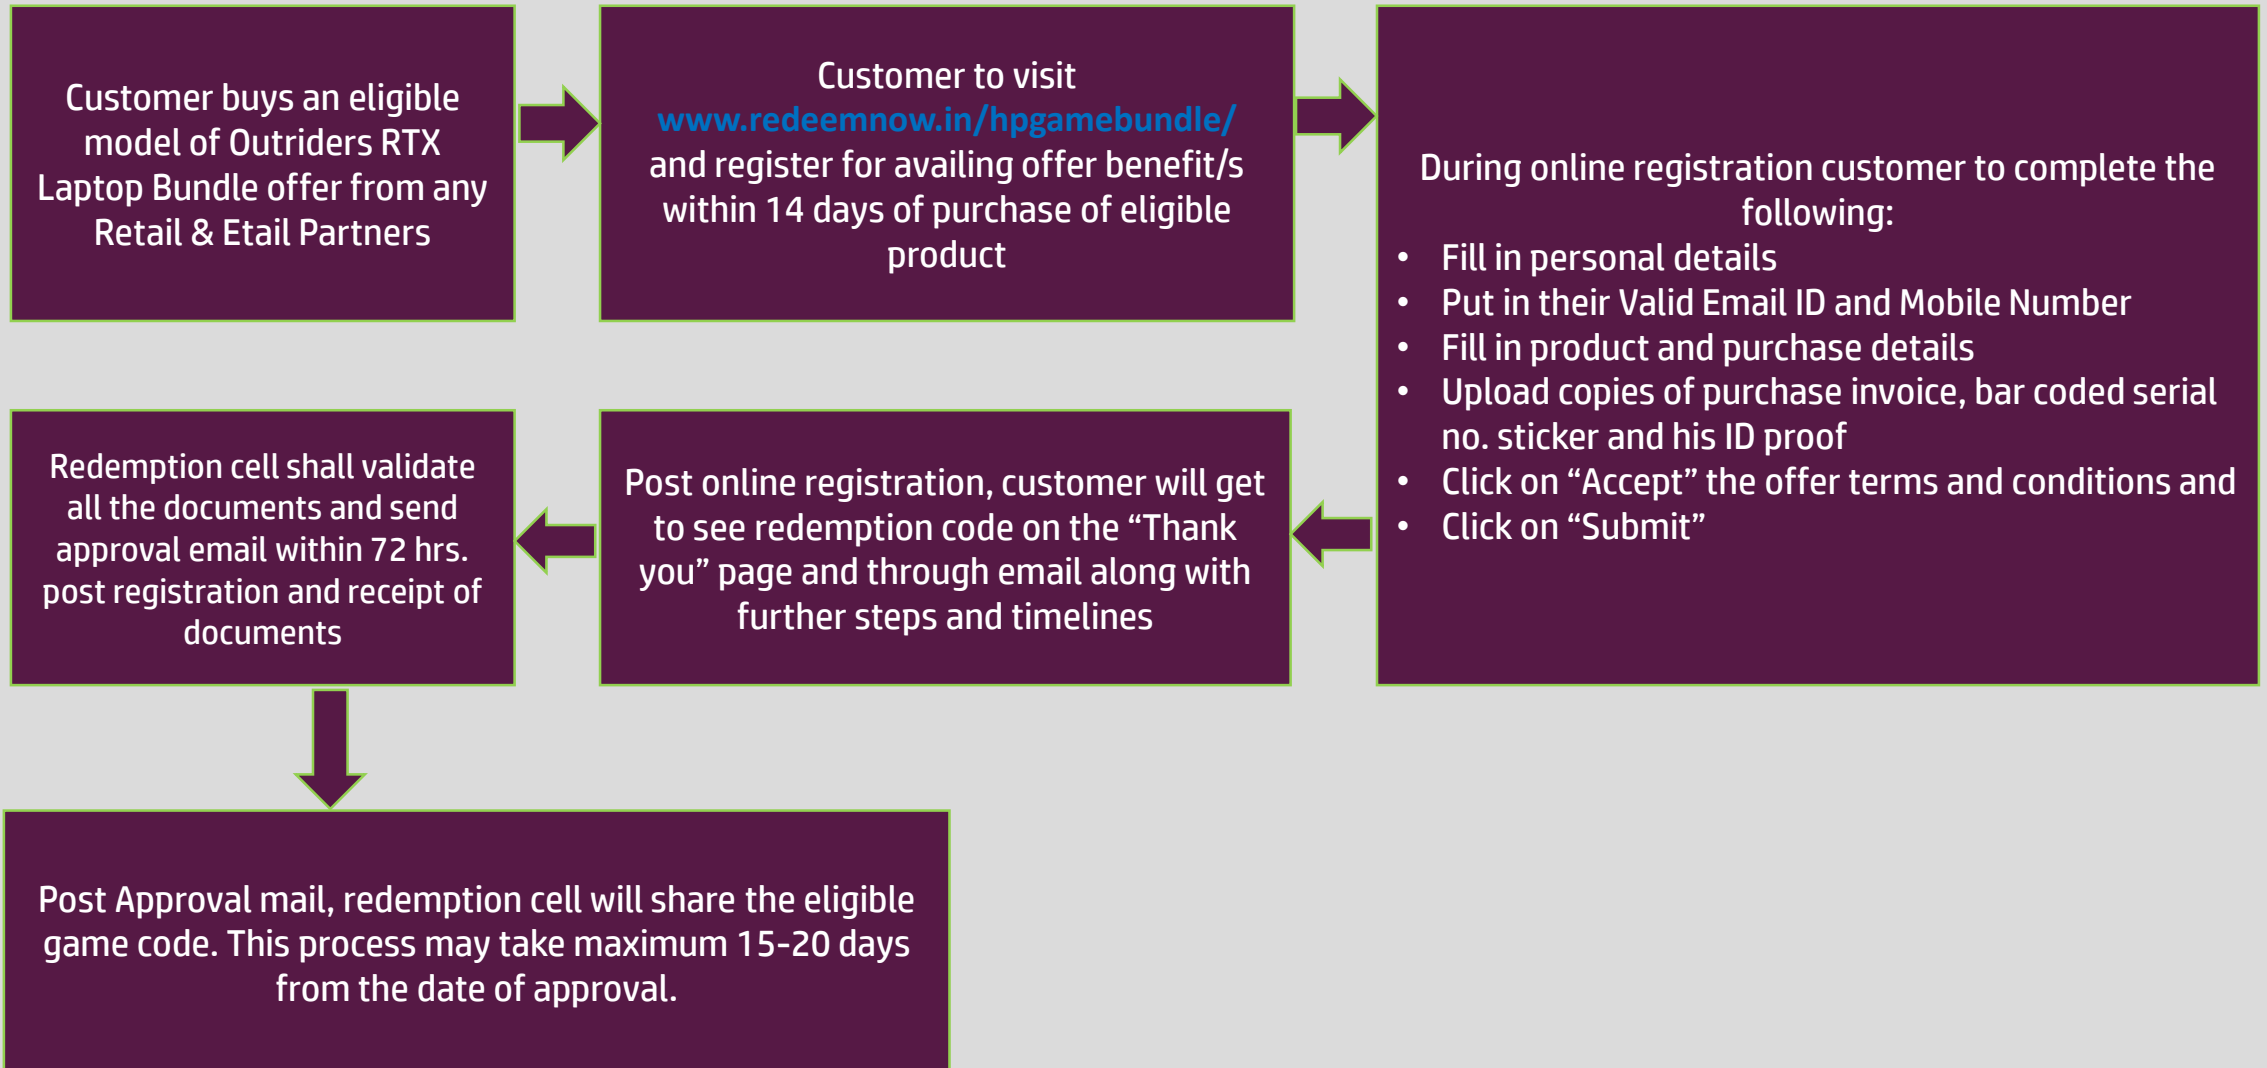 Customer buys an eligible
model of Outriders RTX
Laptop Bundle offer from any
Retail & Etail Partners
Customer to visit
www.redeemnow.in/hpgamebundle/
and register for availing offer benefit/s
within 14 days of purchase of eligible
product
During online registration customer to complete the
following:
• Fill in personal details
• Put in their Valid Email ID and Mobile Number
• Fill in product and purchase details
• Upload copies of purchase invoice, bar coded serial
no. sticker and his ID proof
• Click on “Accept” the offer terms and conditions and
• Click on “Submit”
Post online registration, customer will get
to see redemption code on the “Thank
you” page and through email along with
further steps and timelines
Redemption cell shall validate
all the documents and send
approval email within 72 hrs.
post registration and receipt of
documents
Post Approval mail, redemption cell will share the eligible
game code. This process may take maximum 15-20 days
from the date of approval.